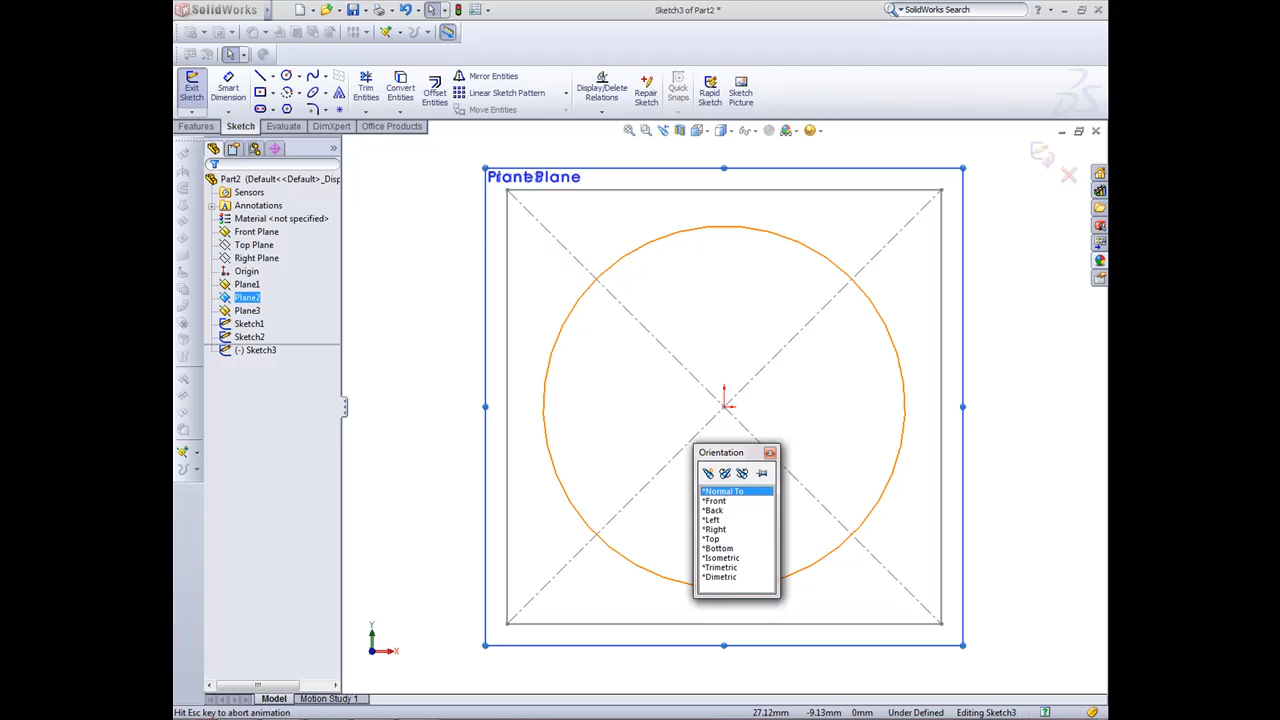 SolidWorks
Sketch3 of Part2 *
SolidWorks Search
Exit Sketch
Smart Dimension
Trim Entities
Convert Entities
Offset Entities
Mirror Entities
Linear Sketch Pattern
Move Entities
Display/Delete Relations
Repair Sketch
Quick Snaps
Rapid Sketch
Sketch Picture
Features Sketch Evaluate DimXpert Office Products
Part2 (Default<<Default>_Disp
Sensors
Annotations
Material <not specified>
Front Plane
Top Plane
Right Plane
Origin
Plane1
Plane2
Plane3
Sketch1
Sketch2
(-) Sketch3
Orientation
*Normal To
*Front
*Back
*Left
*Right
*Top
*Bottom
*Isometric
*Trimetric
*Dimetric
Y
X
Model Motion Study 1
Hit Esc key to abort animation 27.12mm -9.13mm 0mm Under Defined Editing Sketch3